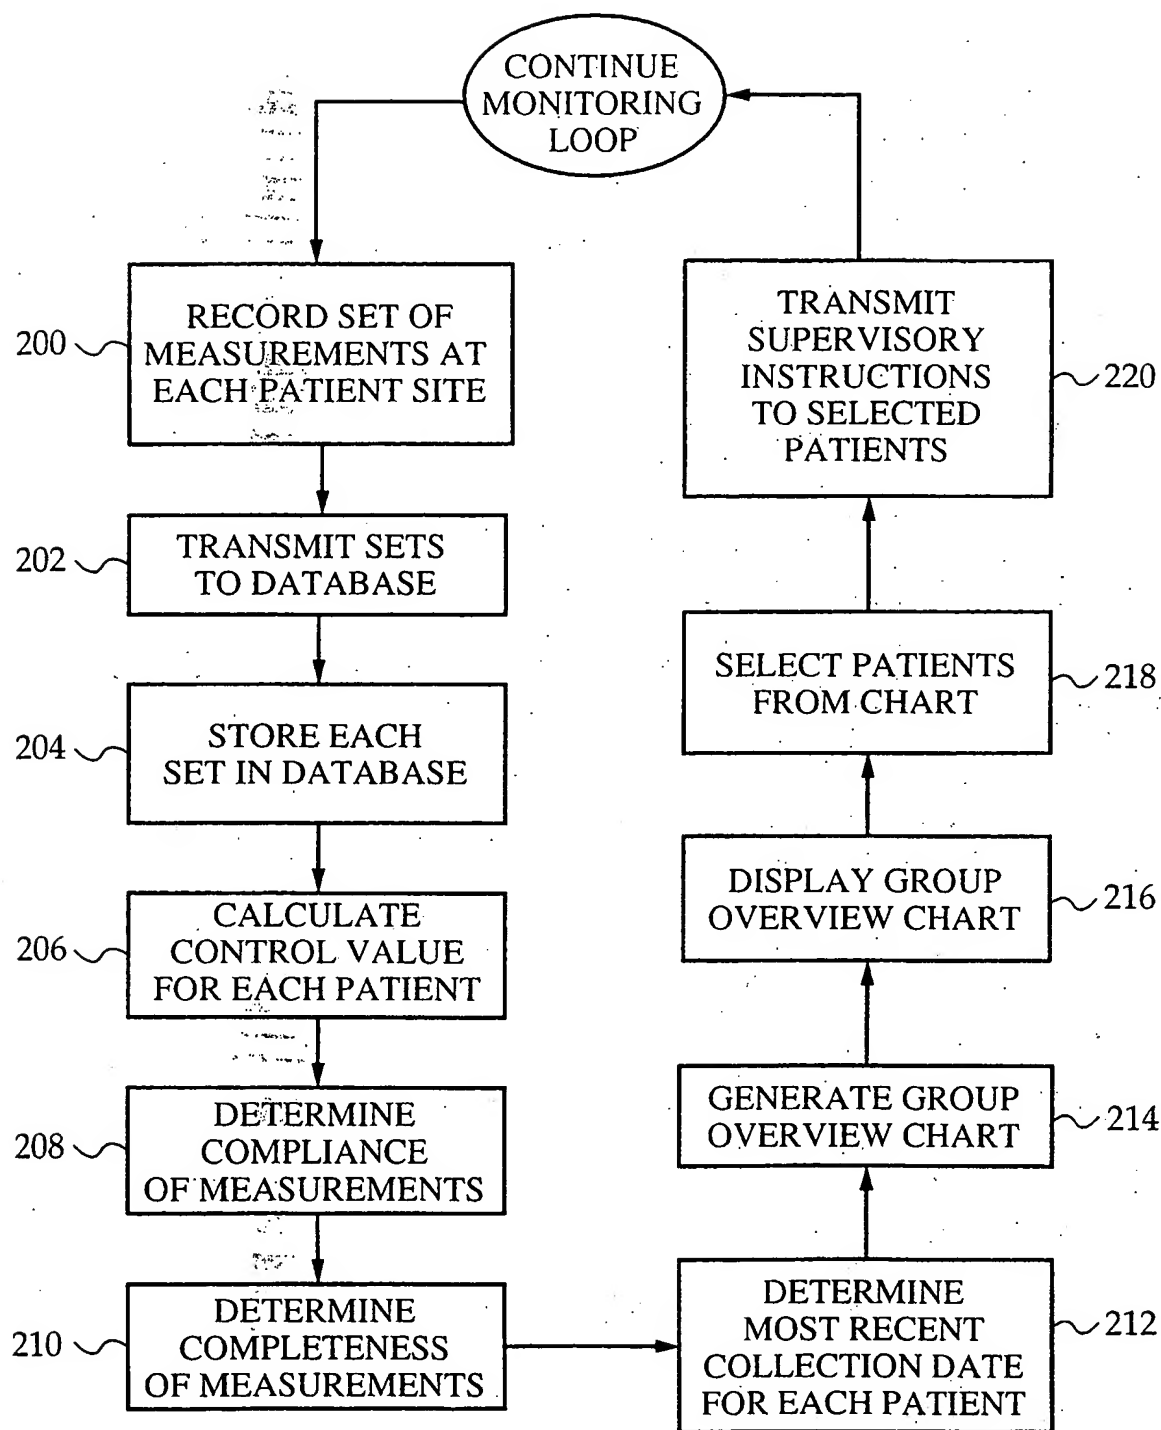 CONTINUE
MONITORING
LOOP
200
RECORD SET OF
MEASUREMENTS AT
EACH PATIENT SITE
202
TRANSMIT SETS
TO DATABASE
204
STORE EACH
SET IN DATABASE
206
CALCULATE
CONTROL VALUE
FOR EACH PATIENT
208
DETERMINE
COMPLIANCE
OF MEASUREMENTS
210
DETERMINE
COMPLETENESS
OF MEASUREMENTS
DETERMINE
MOST RECENT
COLLECTION DATE
FOR EACH PATIENT
212
GENERATE GROUP
OVERVIEW CHART
214
DISPLAY GROUP
OVERVIEW CHART
216
SELECT PATIENTS
FROM CHART
218
TRANSMIT
SUPERVISORY
INSTRUCTIONS
TO SELECTED
PATIENTS
220